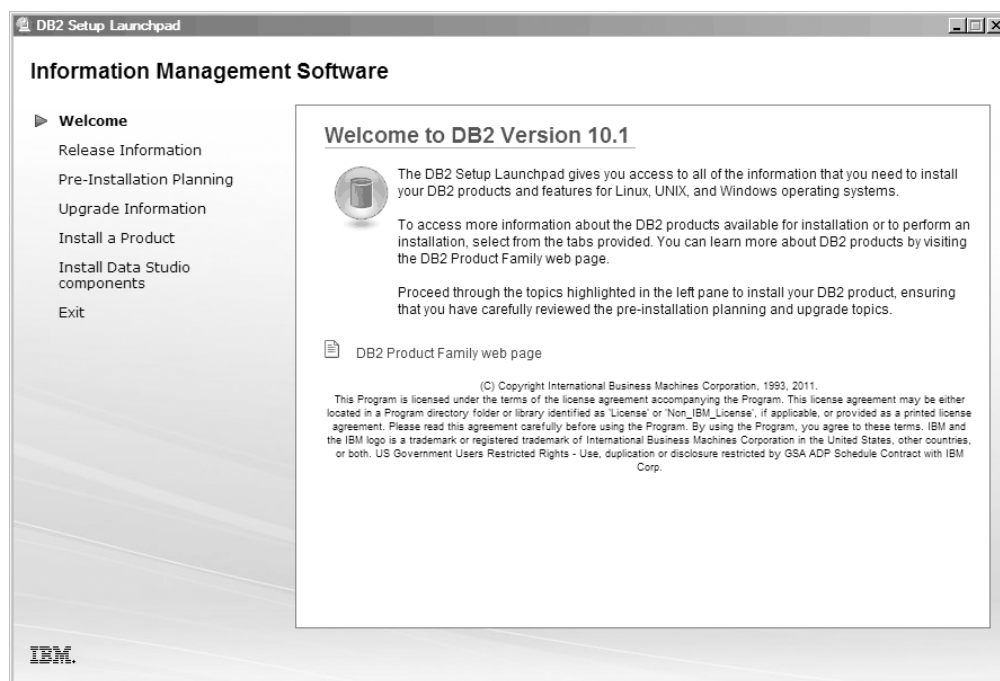 DB2 Setup Launchpad
Information Management Software
Welcome
Release Information
Pre-Installation Planning
Upgrade Information
Install a Product
Install Data Studio
components
Exit
Welcome to DB2 Version 10.1
The DB2 Setup Launchpad gives you access to all of the information that you need to install
your DB2 products and features for Linux, UNIX, and Windows operating systems.
To access more information about the DB2 products available for installation or to perform an
installation, select from the tabs provided. You can learn more about DB2 products by visiting
the DB2 Product Family web page.
Proceed through the topics highlighted in the left pane to install your DB2 product, ensuring
that you have carefully reviewed the pre-installation planning and upgrade topics.
DB2 Product Family web page
(C) Copyright International Business Machines Corporation, 1993, 2011.
This Program is licensed under the terms of the license agreement accompanying the Program. This license agreement may be either
located in a Program directory folder or library identified as 'License' or 'Non_IBM_License', if applicable, or provided as a printed license
agreement. Please read this agreement carefully before using the Program. By using the Program, you agree to these terms. IBM and
the IBM logo is a trademark or registered trademark of International Business Machines Corporation in the United States, other countries,
or both. US Government Users Restricted Rights - Use, duplication or disclosure restricted by GSA ADP Schedule Contract with IBM
Corp.
IBM.